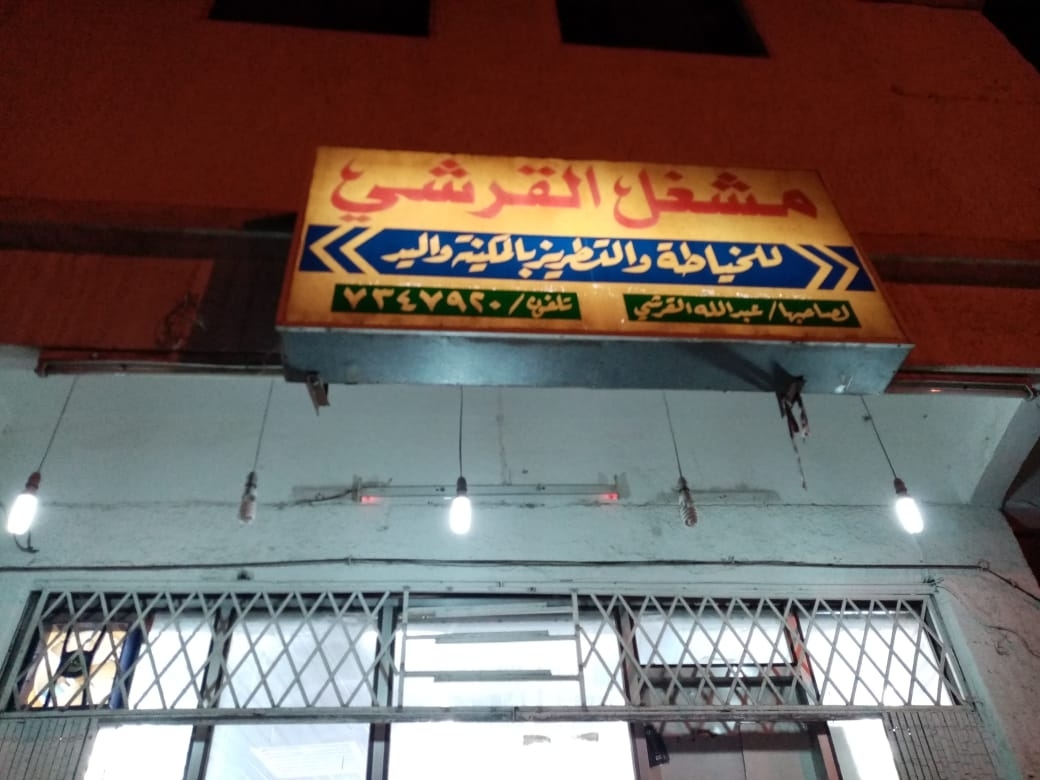 مشغل القرشي
للخياطة والتطريز بالمكينة واليد
لصاحبها / عبدالله القرشي تلفون / ٧٣٤٧٩٢٠